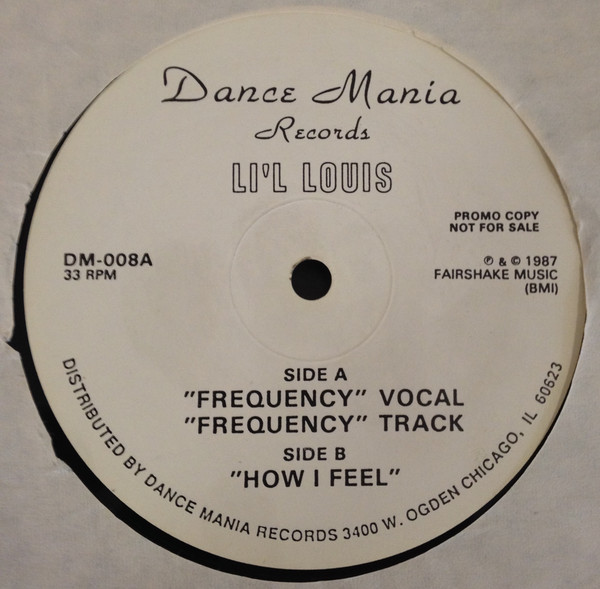 Dance Mania
Records
LI'L LOUIS
PROMO COPY
NOT FOR SALE
DM-008A
33 RPM
℗ & © 1987
FAIRSHAKE MUSIC
(BMI)
SIDE A
"FREQUENCY" VOCAL
"FREQUENCY" TRACK
SIDE B
"HOW I FEEL"
DISTRIBUTED BY DANCE MANIA RECORDS 3400 W. OGDEN CHICAGO, IL 60623